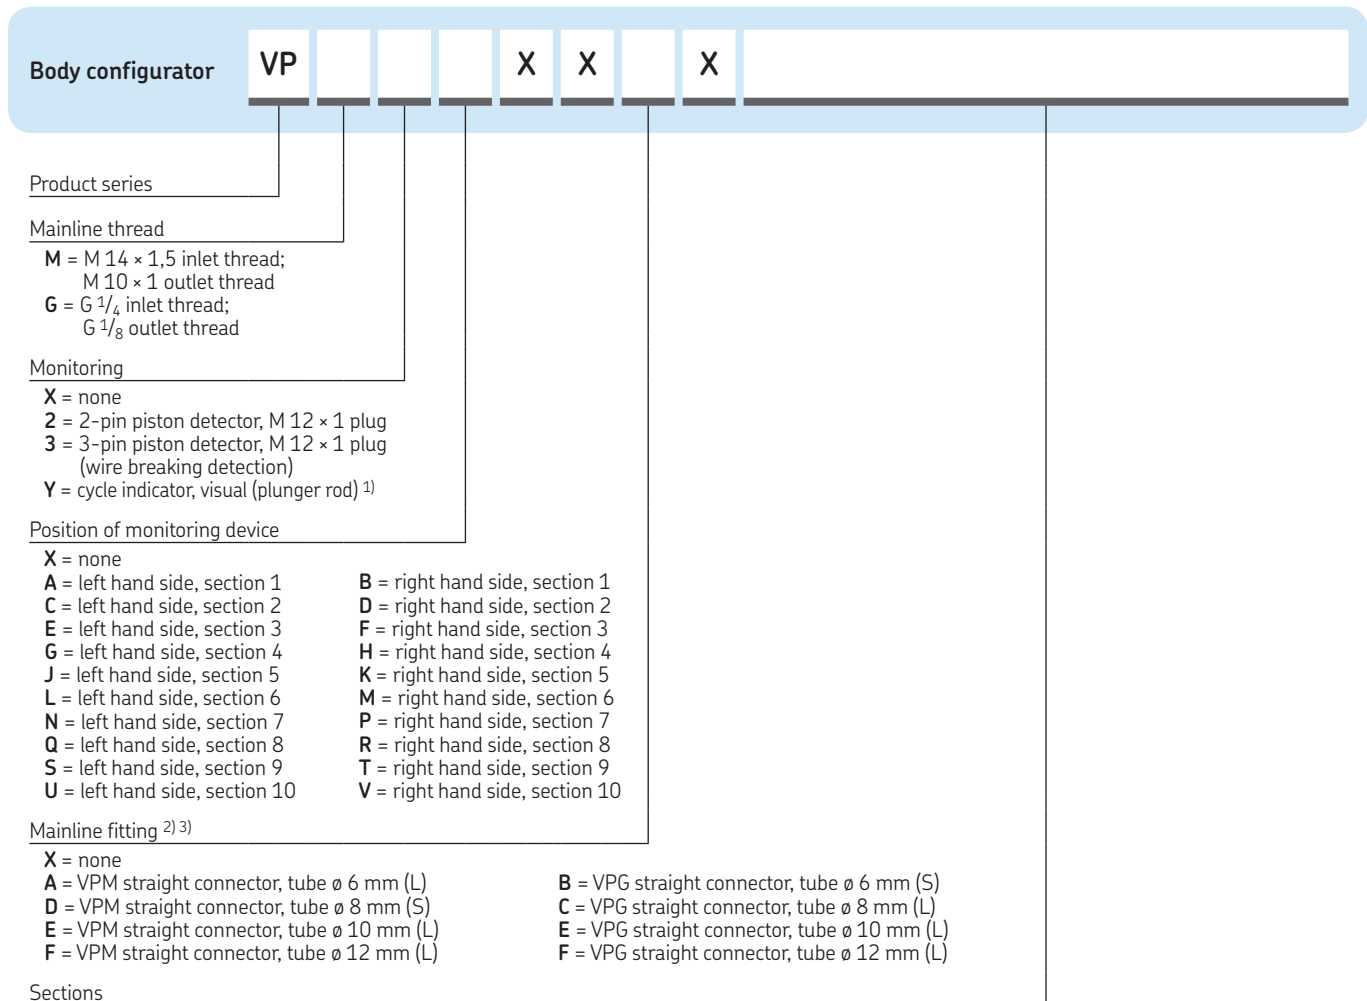 Body configurator VP X X X
Product series
Mainline thread
M = M 14 × 1,5 inlet thread;
M 10 × 1 outlet thread
G = G 1/4 inlet thread;
G 1/8 outlet thread
Monitoring
X = none
2 = 2-pin piston detector, M 12 × 1 plug
3 = 3-pin piston detector, M 12 × 1 plug
(wire breaking detection)
Y = cycle indicator, visual (plunger rod) 1)
Position of monitoring device
X = none
A = left hand side, section 1 B = right hand side, section 1
C = left hand side, section 2 D = right hand side, section 2
E = left hand side, section 3 F = right hand side, section 3
G = left hand side, section 4 H = right hand side, section 4
J = left hand side, section 5 K = right hand side, section 5
L = left hand side, section 6 M = right hand side, section 6
N = left hand side, section 7 P = right hand side, section 7
Q = left hand side, section 8 R = right hand side, section 8
S = left hand side, section 9 T = right hand side, section 9
U = left hand side, section 10 V = right hand side, section 10
Mainline fitting 2) 3)
X = none
A = VPM straight connector, tube ø 6 mm (L) B = VPG straight connector, tube ø 6 mm (S)
D = VPM straight connector, tube ø 8 mm (S) C = VPG straight connector, tube ø 8 mm (L)
E = VPM straight connector, tube ø 10 mm (L) E = VPG straight connector, tube ø 10 mm (L)
F = VPM straight connector, tube ø 12 mm (L) F = VPG straight connector, tube ø 12 mm (L)
Sections